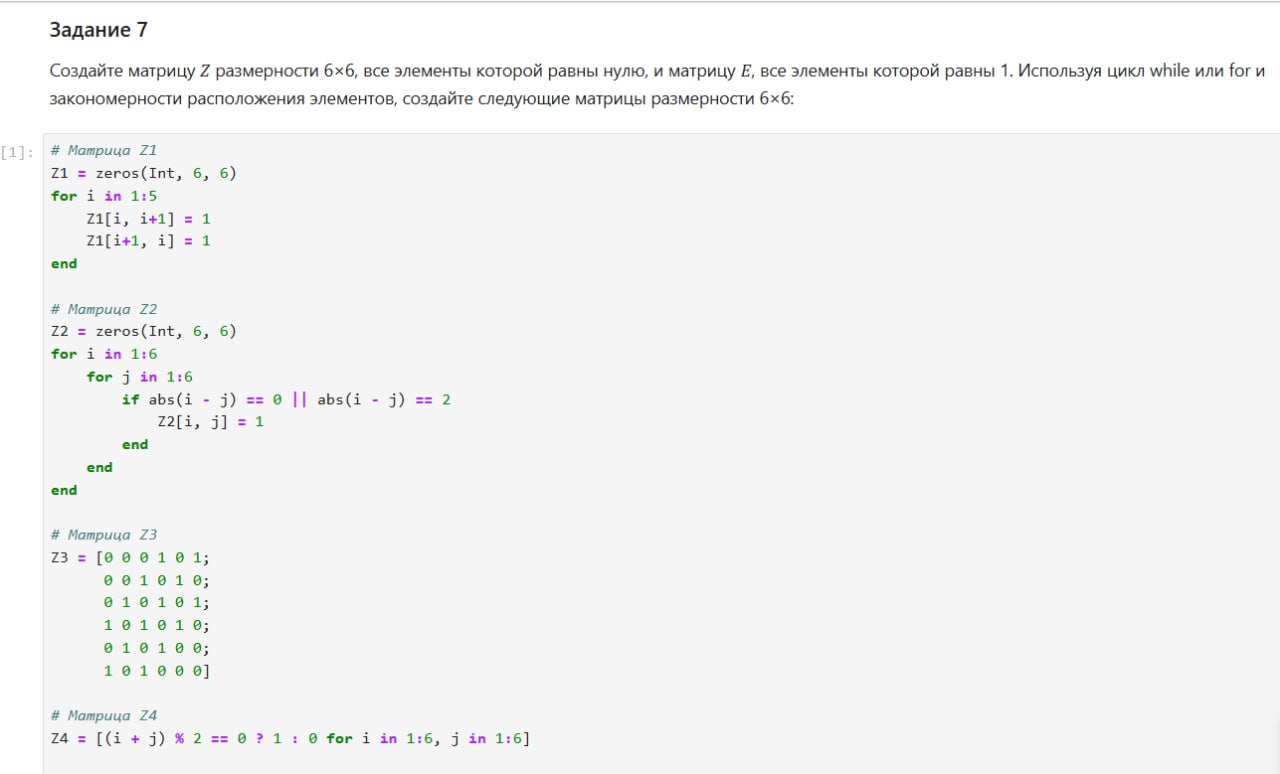 Задание 7
Создайте матрицу Z размерности 6×6, все элементы которой равны нулю, и матрицу E, все элементы которой равны 1. Используя цикл while или for и
закономерности расположения элементов, создайте следующие матрицы размерности 6×6:
[1]:
# Матрица Z1
Z1 = zeros(Int, 6, 6)
for i in 1:5
    Z1[i, i+1] = 1
    Z1[i+1, i] = 1
end
# Матрица Z2
Z2 = zeros(Int, 6, 6)
for i in 1:6
    for j in 1:6
        if abs(i - j) == 0 || abs(i - j) == 2
            Z2[i, j] = 1
        end
    end
end
# Матрица Z3
Z3 = [0 0 0 1 0 1;
      0 0 1 0 1 0;
      0 1 0 1 0 1;
      1 0 1 0 1 0;
      0 1 0 1 0 0;
      1 0 1 0 0 0]
# Матрица Z4
Z4 = [(i + j) % 2 == 0 ? 1 : 0 for i in 1:6, j in 1:6]